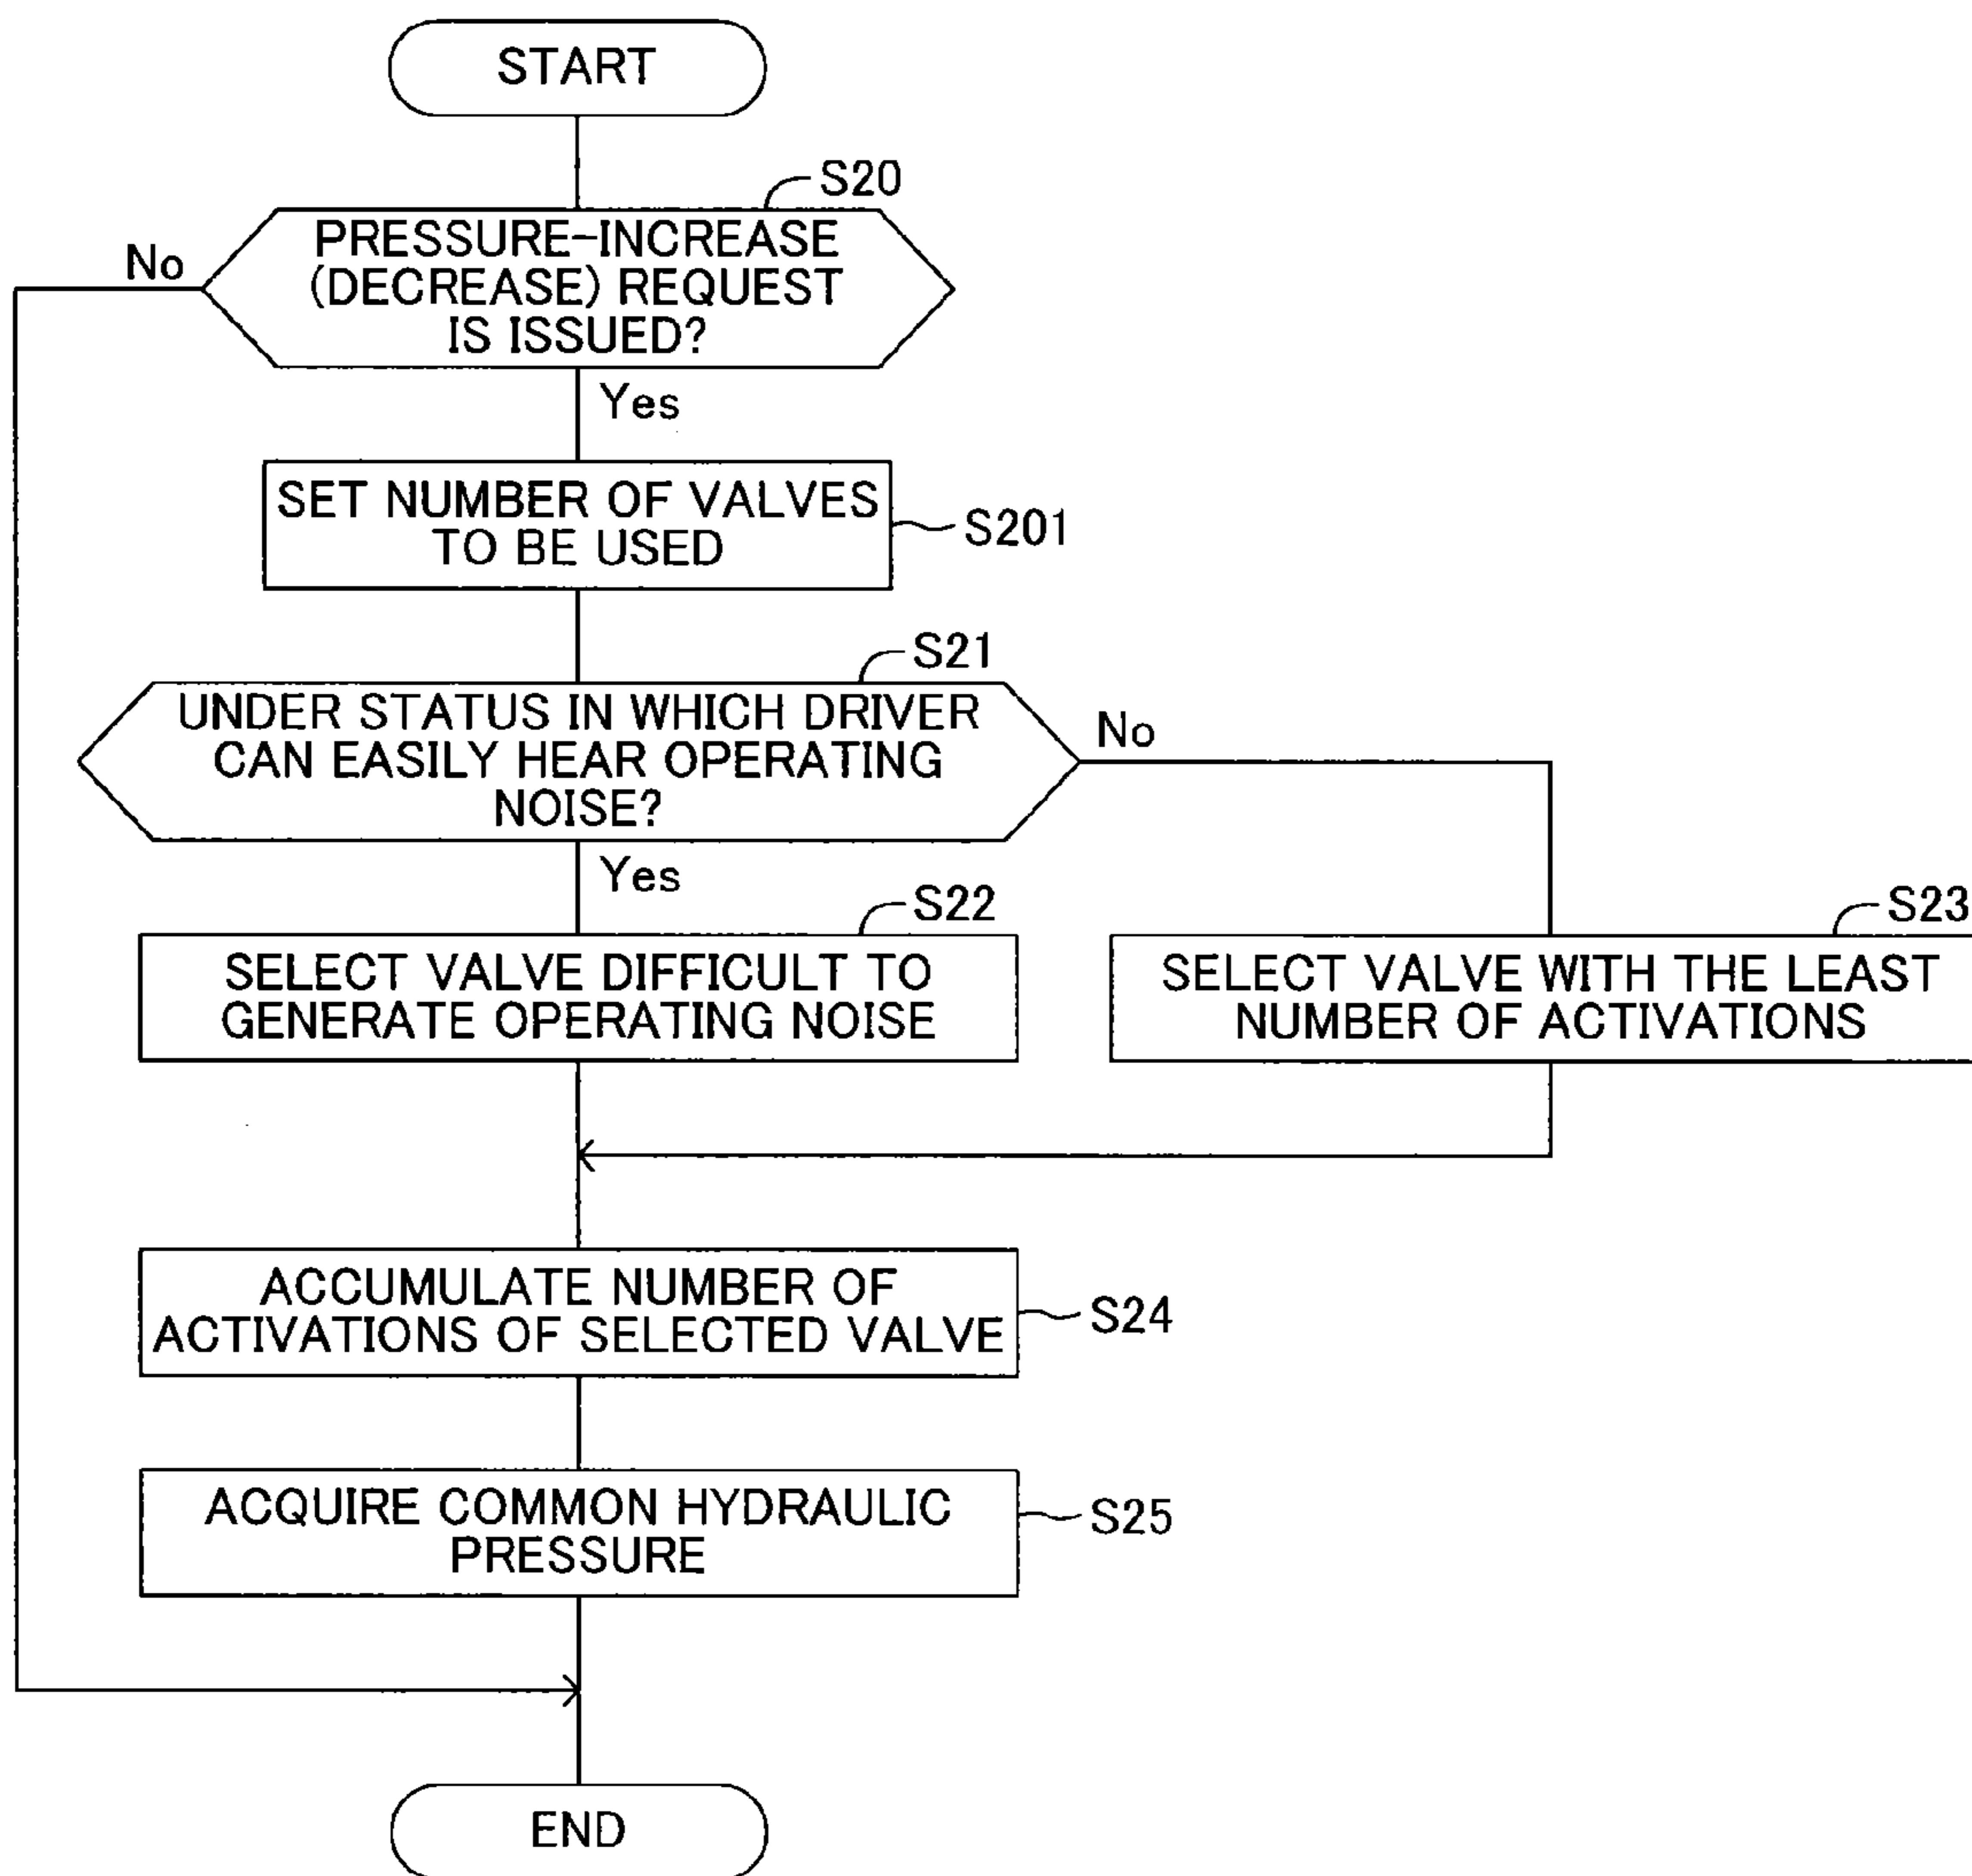 START
S20
PRESSURE-INCREASE
(DECREASE) REQUEST
IS ISSUED?
No
Yes
SET NUMBER OF VALVES
TO BE USED
S201
S21
UNDER STATUS IN WHICH DRIVER
CAN EASILY HEAR OPERATING
NOISE?
No
Yes
S22
SELECT VALVE DIFFICULT TO
GENERATE OPERATING NOISE
S23
SELECT VALVE WITH THE LEAST
NUMBER OF ACTIVATIONS
ACCUMULATE NUMBER OF
ACTIVATIONS OF SELECTED VALVE
S24
ACQUIRE COMMON HYDRAULIC
PRESSURE
S25
END